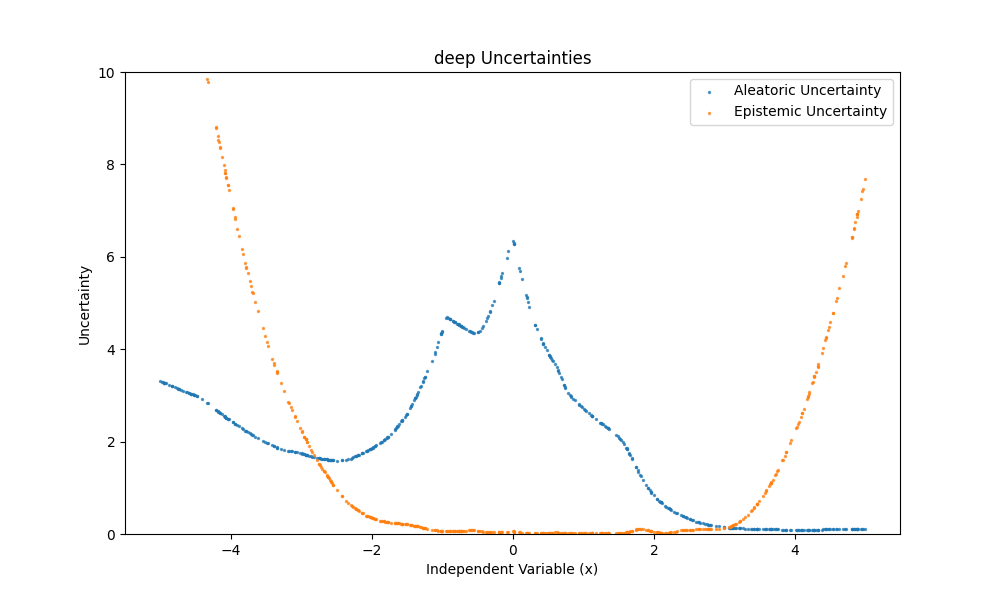 deep Uncertainties
Aleatoric Uncertainty
Epistemic Uncertainty
Uncertainty
10
8
6
4
2
0
−4
−2
0
2
4
Independent Variable (x)